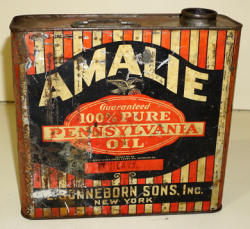 AMALIE
Guaranteed
100% PURE
PENNSYLVANIA
OIL
SONNEBORN SONS, INC.
NEW YORK